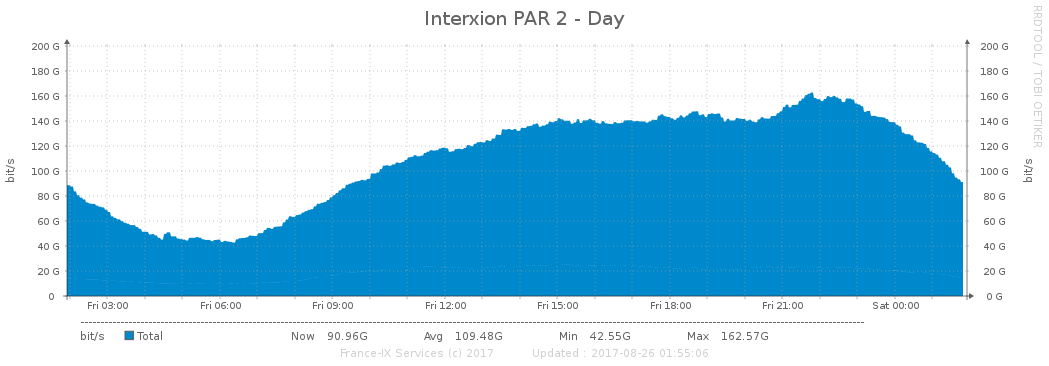 Interxion PAR 2 - Day
RRDTOOL / TOBI OETIKER
200 G 200 G
180 G 180 G
160 G 160 G
140 G 140 G
120 G 120 G
100 G 100 G
80 G 80 G
60 G 60 G
40 G 40 G
20 G 20 G
0 0 G
bit/s
bit/s
Fri 03:00 Fri 06:00 Fri 09:00 Fri 12:00 Fri 15:00 Fri 18:00 Fri 21:00 Sat 00:00
bit/s Total Now 90.96G Avg 109.48G Min 42.55G Max 162.57G
France-IX Services (c) 2017 Updated : 2017-08-26 01:55:06